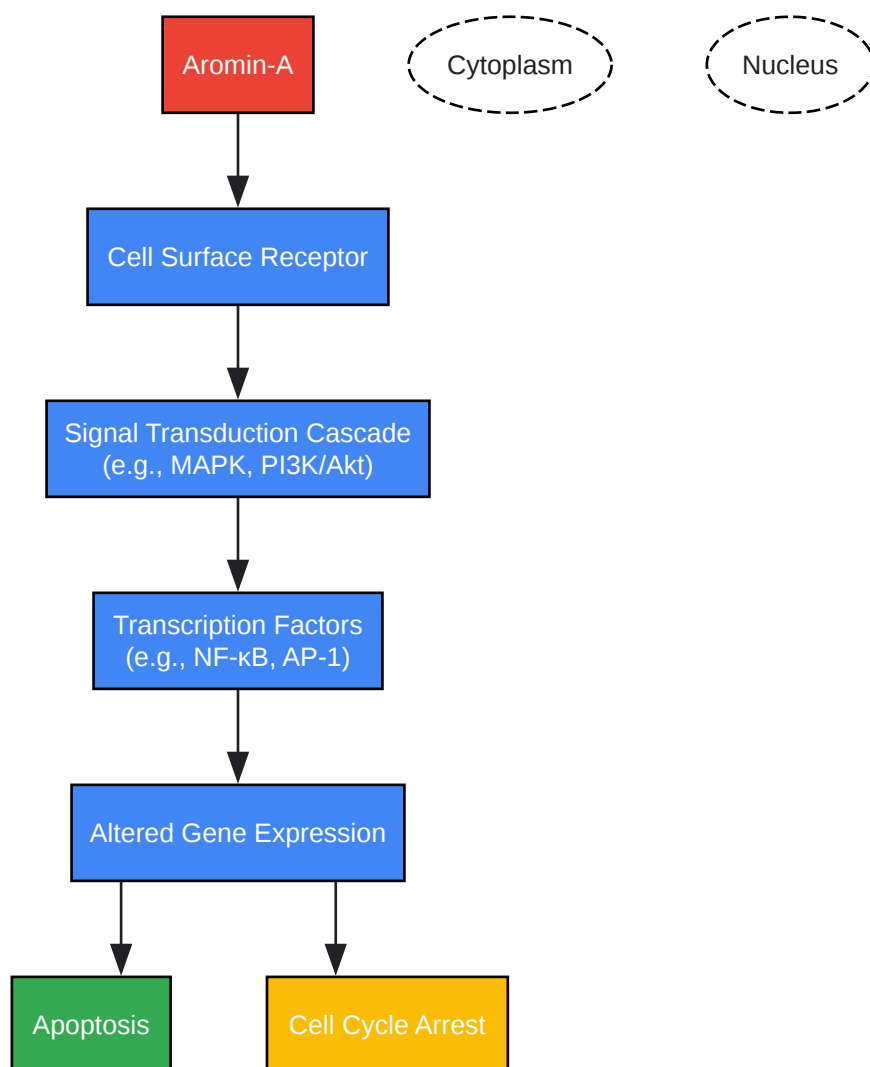 Aromin-A
Cytoplasm
Nucleus
Cell Surface Receptor
Signal Transduction Cascade
(e.g., MAPK, PI3K/Akt)
Transcription Factors
(e.g., NF-κB, AP-1)
Altered Gene Expression
Apoptosis
Cell Cycle Arrest